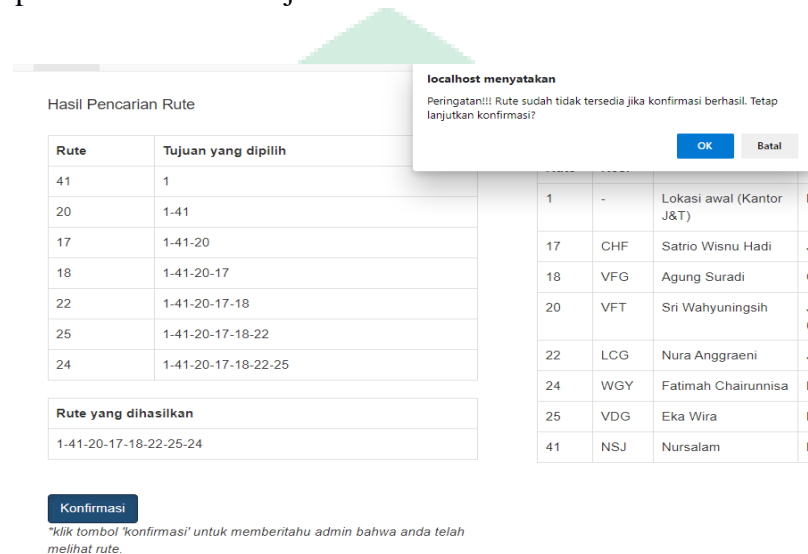 localhost menyatakan
Peringatan!!! Rute sudah tidak tersedia jika konfirmasi berhasil. Tetap
lanjutkan konfirmasi?
OK Batal
Hasil Pencarian Rute
Rute Tujuan yang dipilih
41 1
20 1-41
17 1-41-20
18 1-41-20-17
22 1-41-20-17-18
25 1-41-20-17-18-22
24 1-41-20-17-18-22-25
Rute yang dihasilkan
1-41-20-17-18-22-25-24
Konfirmasi
*klik tombol 'konfirmasi' untuk memberitahu admin bahwa anda telah
melihat rute.
1 - Lokasi awal (Kantor
J&T)
17 CHF Satrio Wisnu Hadi
18 VFG Agung Suradi
20 VFT Sri Wahyuningsih
22 LCG Nura Anggraeni
24 WGY Fatimah Chairunnisa
25 VDG Eka Wira
41 NSJ Nursalam